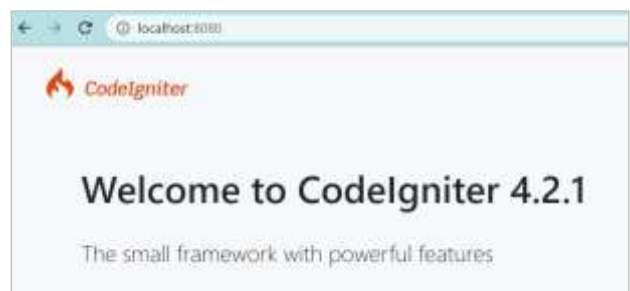 localhost:8080
CodeIgniter
Welcome to CodeIgniter 4.2.1
The small framework with powerful features